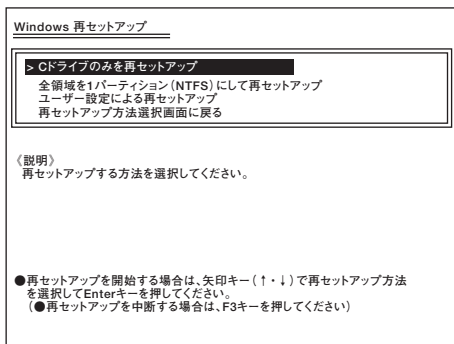 Windows 再セットアップ
> Cドライブのみを再セットアップ
全領域を1パーティション(NTFS)にして再セットアップ
ユーザー設定による再セットアップ
再セットアップ方法選択画面に戻る
《説明》
再セットアップする方法を選択してください。
●再セットアップを開始する場合は、矢印キー(↑・↓)で再セットアップ方法
を選択してEnterキーを押してください。
(●再セットアップを中断する場合は、F3キーを押してください)